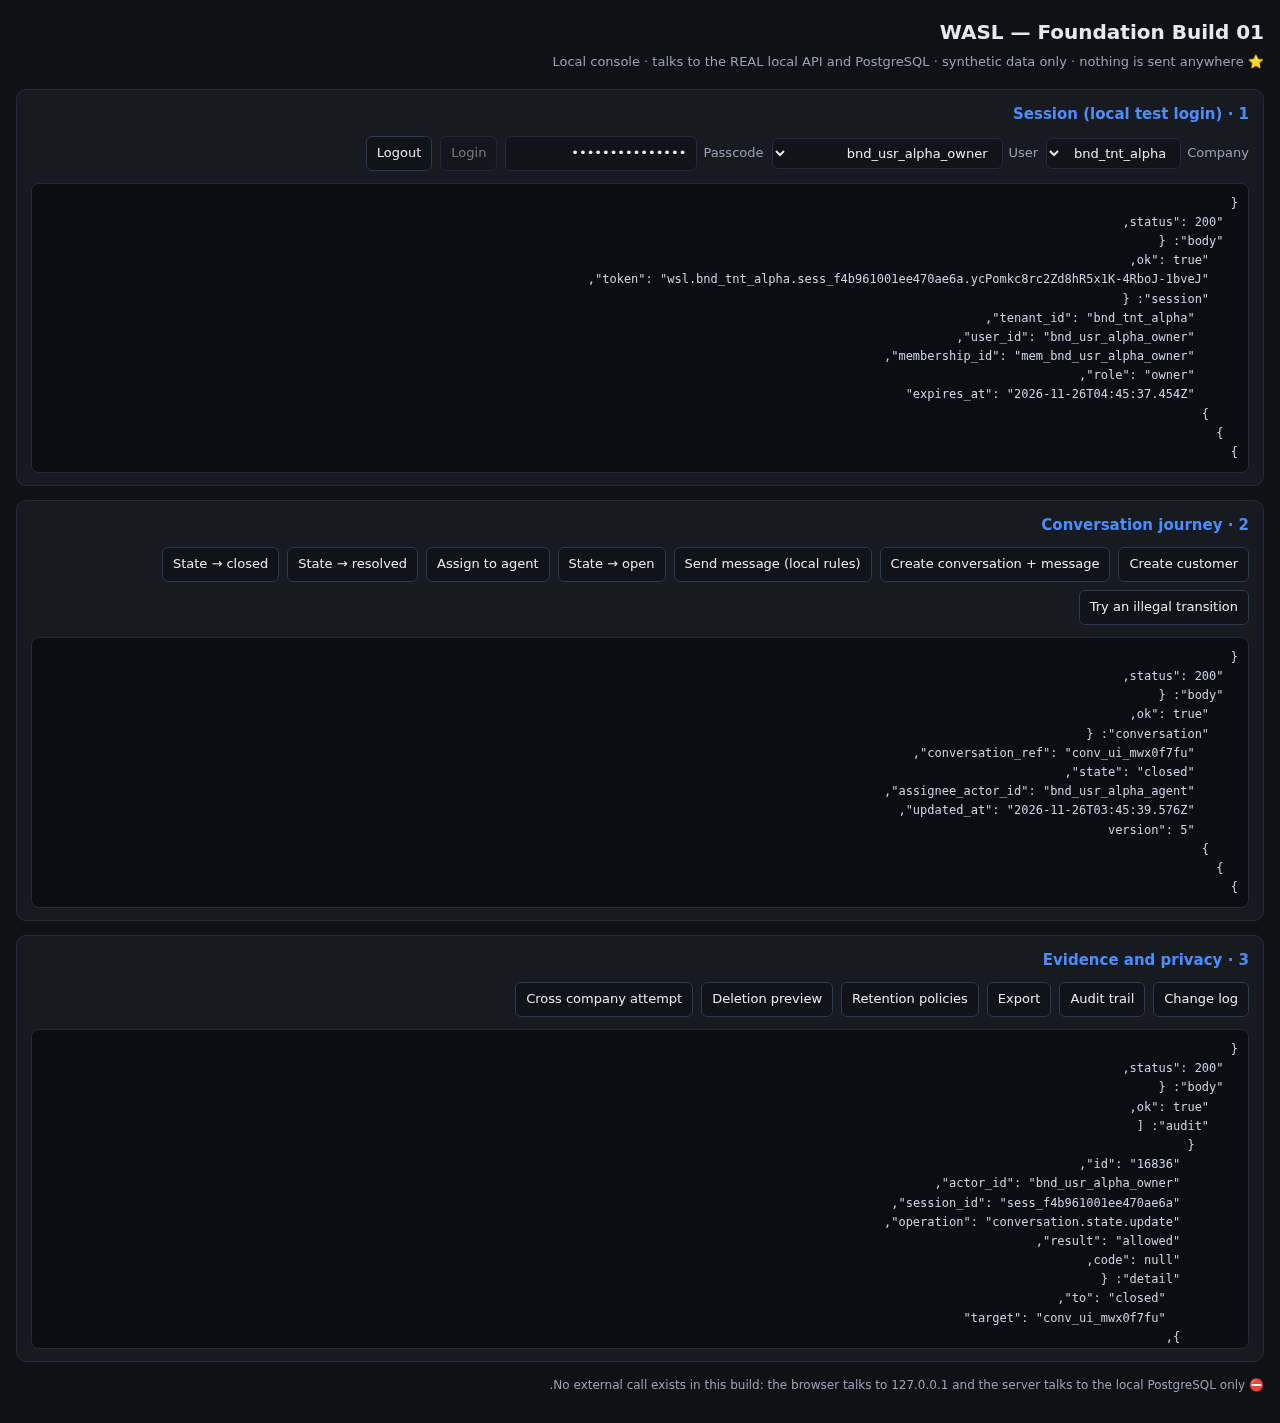 WASL — Foundation Build 01
Local console · talks to the REAL local API and PostgreSQL · synthetic data only · nothing is sent anywhere ⭐
Session (local test login) · 1
Company bnd_tnt_alpha User bnd_usr_alpha_owner Passcode ••••••••••••••• Login Logout
{
"status": 200,
"body": {
"ok": true,
"token": "wsl.bnd_tnt_alpha.sess_f4b961001ee470ae6a.ycPomkc8rc2Zd8hR5x1K-4RboJ-1bveJ",
"session": {
"tenant_id": "bnd_tnt_alpha",
"user_id": "bnd_usr_alpha_owner",
"membership_id": "mem_bnd_usr_alpha_owner",
"role": "owner",
"expires_at": "2026-11-26T04:45:37.454Z"
}
}
}
Conversation journey · 2
Create customer Create conversation + message Send message (local rules) State → open Assign to agent State → resolved State → closed
Try an illegal transition
{
"status": 200,
"body": {
"ok": true,
"conversation": {
"conversation_ref": "conv_ui_mwx0f7fu",
"state": "closed",
"assignee_actor_id": "bnd_usr_alpha_agent",
"updated_at": "2026-11-26T03:45:39.576Z",
"version": 5
}
}
}
Evidence and privacy · 3
Change log Audit trail Export Retention policies Deletion preview Cross company attempt
{
"status": 200,
"body": {
"ok": true,
"audit": [
{
"id": "16836",
"actor_id": "bnd_usr_alpha_owner",
"session_id": "sess_f4b961001ee470ae6a",
"operation": "conversation.state.update",
"result": "allowed",
"code": null,
"detail": {
"to": "closed",
"target": "conv_ui_mwx0f7fu"
},
⛔ No external call exists in this build: the browser talks to 127.0.0.1 and the server talks to the local PostgreSQL only.